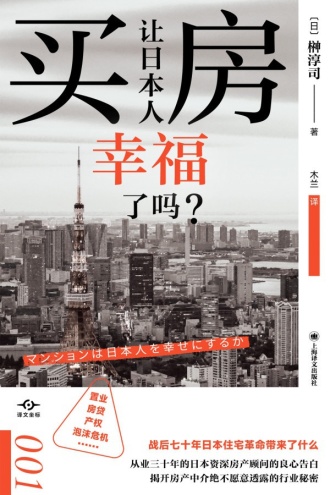 买房
让日本人
幸福
了吗？
［日］榊淳司
著
木兰 译
上海译文出版社
マンションは日本人を幸せにするか
置业
房贷
产权
泡沫危机
……
译文坐标
001
战后七十年日本住宅革命带来了什么
从业三十年的日本资深房产顾问的良心告白
揭开房产中介绝不愿意透露的行业秘密